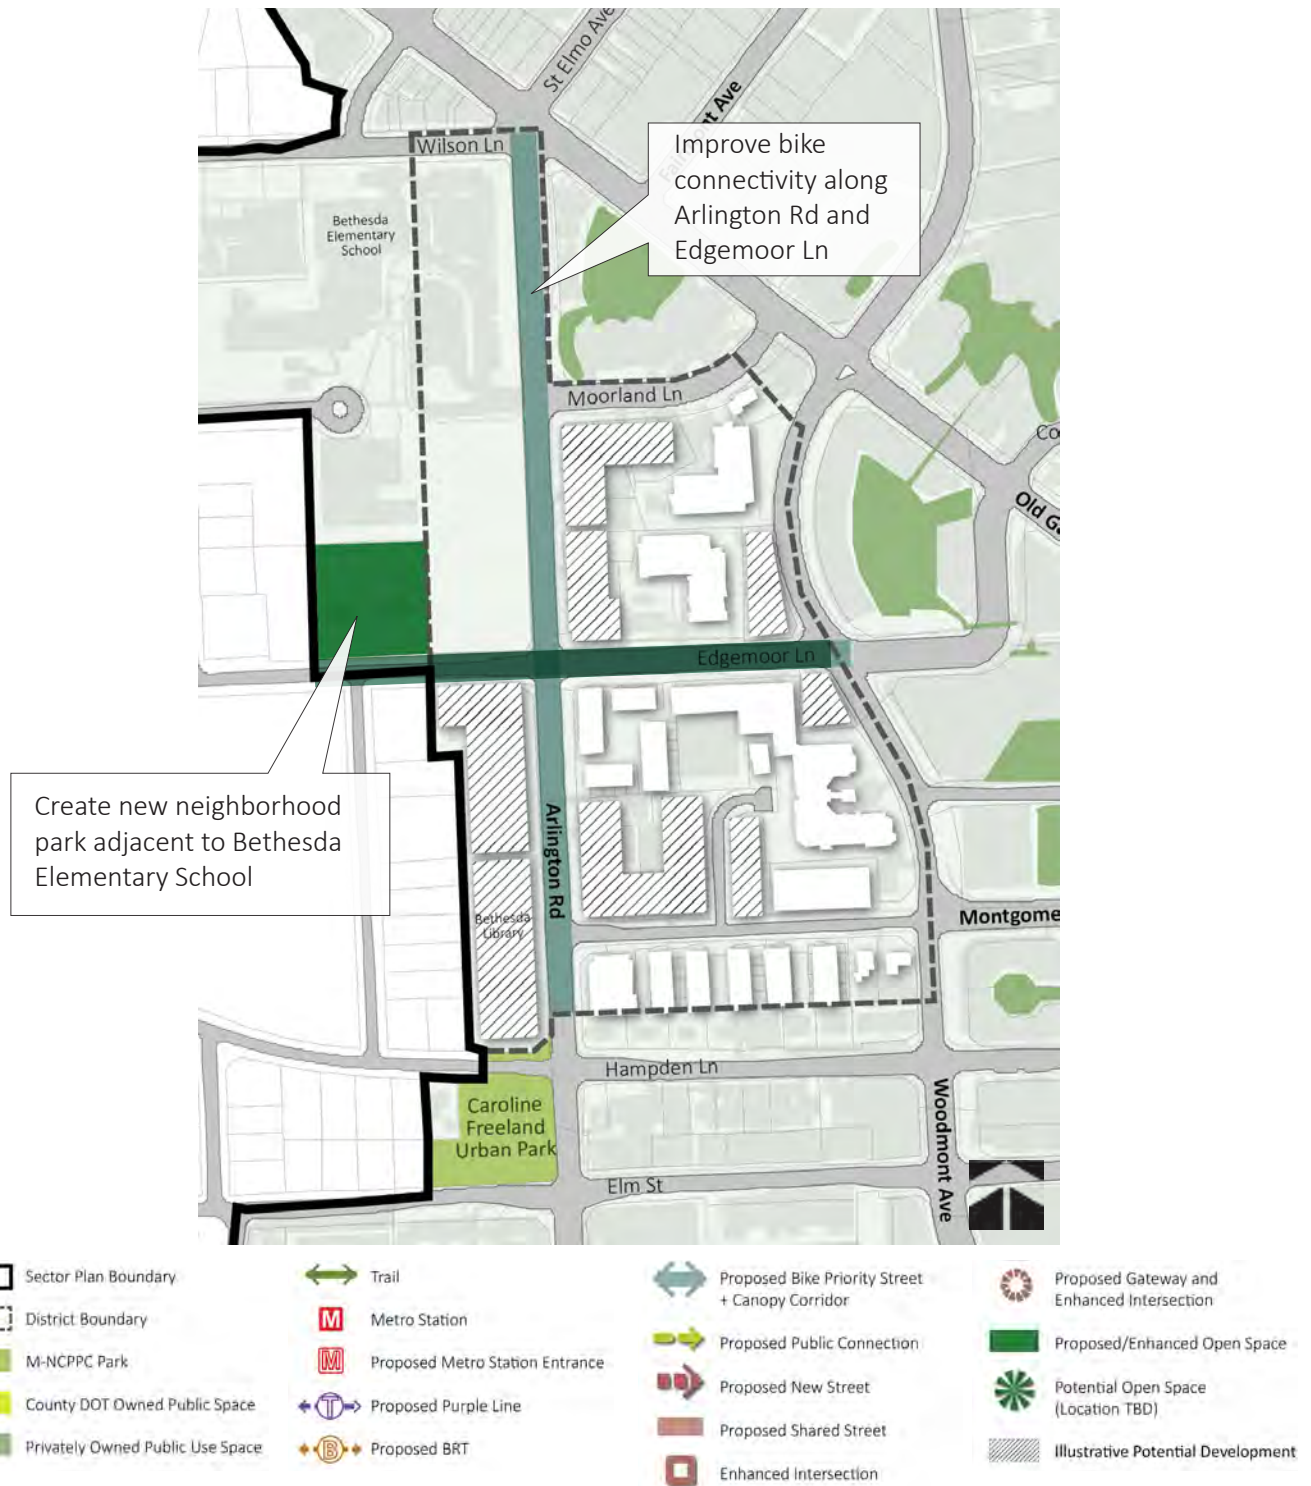 St Elmo Ave
nt Ave
Wilson Ln
Improve bike
connectivity along
Arlington Rd and
Edgemoor Ln
Bethesda
Elementary
School
Moorland Ln
Co
Old G
Edgemoor Ln
Create new neighborhood
park adjacent to Bethesda
Elementary School
Arlington Rd
Bethesda
Library
Montgome
Hampden Ln
Caroline
Freeland
Urban Park
Woodmont Ave
Elm St
Sector Plan Boundary
District Boundary
M-NCPPC Park
County DOT Owned Public Space
Privately Owned Public Use Space
Trail
M Metro Station
M Proposed Metro Station Entrance
T Proposed Purple Line
B Proposed BRT
Proposed Bike Priority Street
+ Canopy Corridor
Proposed Public Connection
Proposed New Street
Proposed Shared Street
Enhanced Intersection
Proposed Gateway and
Enhanced Intersection
Proposed/Enhanced Open Space
Potential Open Space
(Location TBD)
Illustrative Potential Development